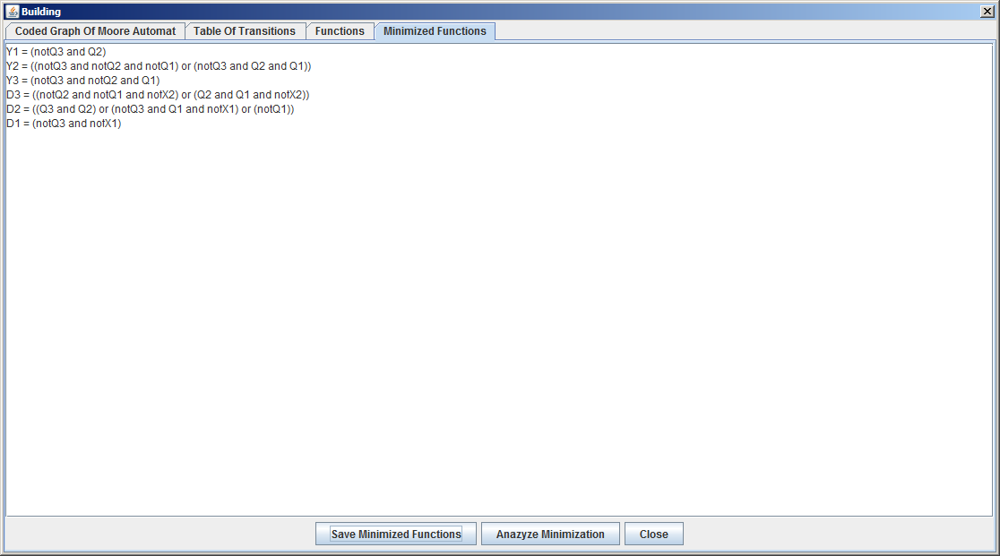 Building
Coded Graph Of Moore Automat Table Of Transitions Functions Minimized Functions
Y1 = (notQ3 and Q2)
Y2 = ((notQ3 and notQ2 and notQ1) or (notQ3 and Q2 and Q1))
Y3 = (notQ3 and notQ2 and Q1)
D3 = ((notQ2 and notQ1 and notX2) or (Q2 and Q1 and notX2))
D2 = ((Q3 and Q2) or (notQ3 and Q1 and notX1) or (notQ1))
D1 = (notQ3 and notX1)
Save Minimized Functions Anazyze Minimization Close